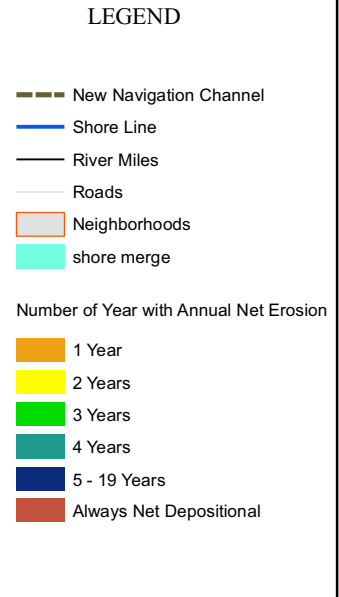 LEGEND
New Navigation Channel
Shore Line
River Miles
Roads
Neighborhoods
shore merge
Number of Year with Annual Net Erosion
1 Year
2 Years
3 Years
4 Years
5 - 19 Years
Always Net Depositional